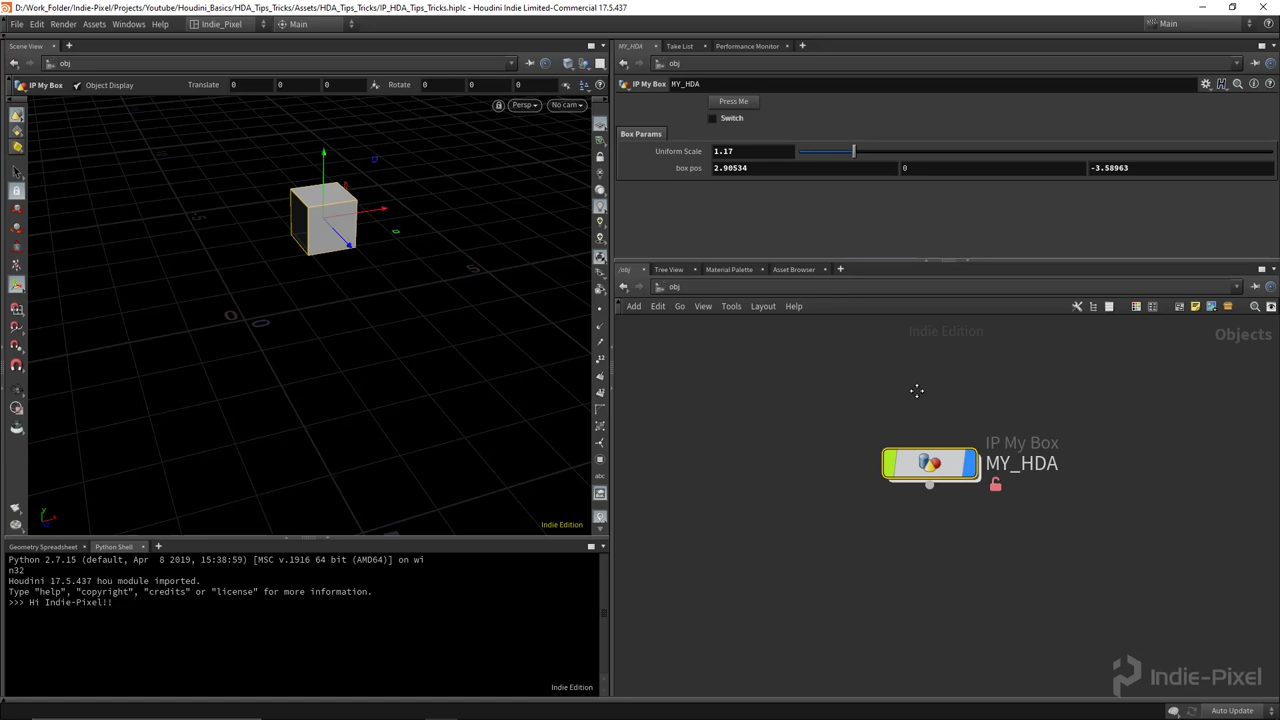 D:/Work_Folder/Indie-Pixel/Projects/Youtube/Houdini_Basics/HDA_Tips_Tricks/Assets/HDA_Tips_Tricks/IP_HDA_Tips_Tricks.hiplc - Houdini Indie Limited-Commercial 17.5.437
File Edit Render Assets Windows Help Indie_Pixel Main Main
Scene View
obj
IP My Box Object Display Translate 0 0 0 Rotate 0 0 0
Persp No cam
Indie Edition
Geometry Spreadsheet Python Shell
Python 2.7.15 (default, Apr  8 2019, 15:38:59) [MSC v.1916 64 bit (AMD64)] on wi
n32
Houdini 17.5.437 hou module imported.
Type "help", "copyright", "credits" or "license" for more information.
>>> Hi Indie-Pixel!!
Indie Edition
MY_HDA Take List Performance Monitor
obj
IP My Box MY_HDA
Press Me
Switch
Box Params
Uniform Scale 1.17
box pos 2.90534 0 -3.58963
/obj Tree View Material Palette Asset Browser
obj
Add Edit Go View Tools Layout Help
Indie Edition
Objects
IP My Box
MY_HDA
Indie-Pixel
Auto Update